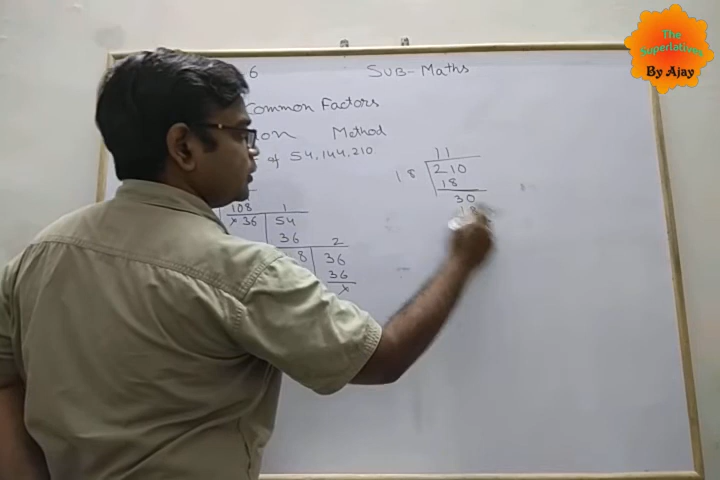 The
Superlatives
By Ajay
6 SUB-Maths
Common Factors
Method
of 54,144,210
11
18 210
18
30
18
108 1
x 36 54
36 2
8 36
36
x